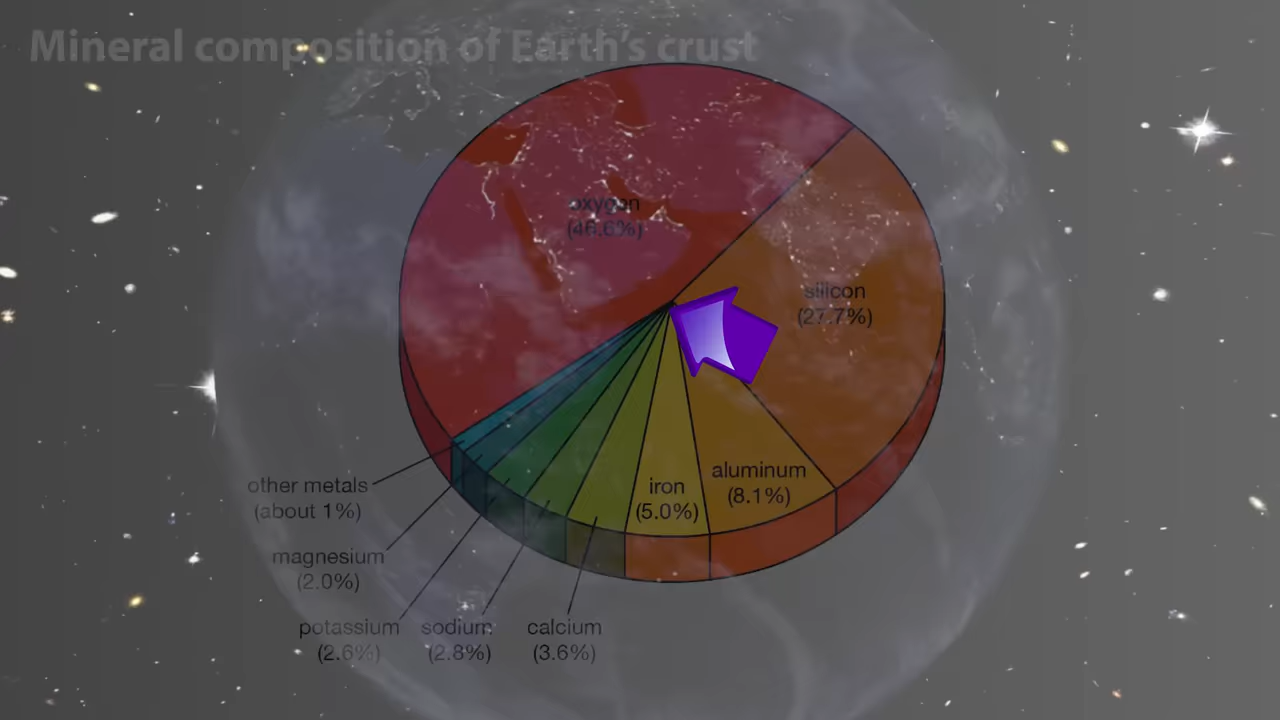 Mineral composition of Earth's crust
oxygen
(46.6%)
silicon
(27.7%)
aluminum
(8.1%)
iron
(5.0%)
other metals
(about 1%)
magnesium
(2.0%)
potassium
(2.6%)
sodium
(2.8%)
calcium
(3.6%)